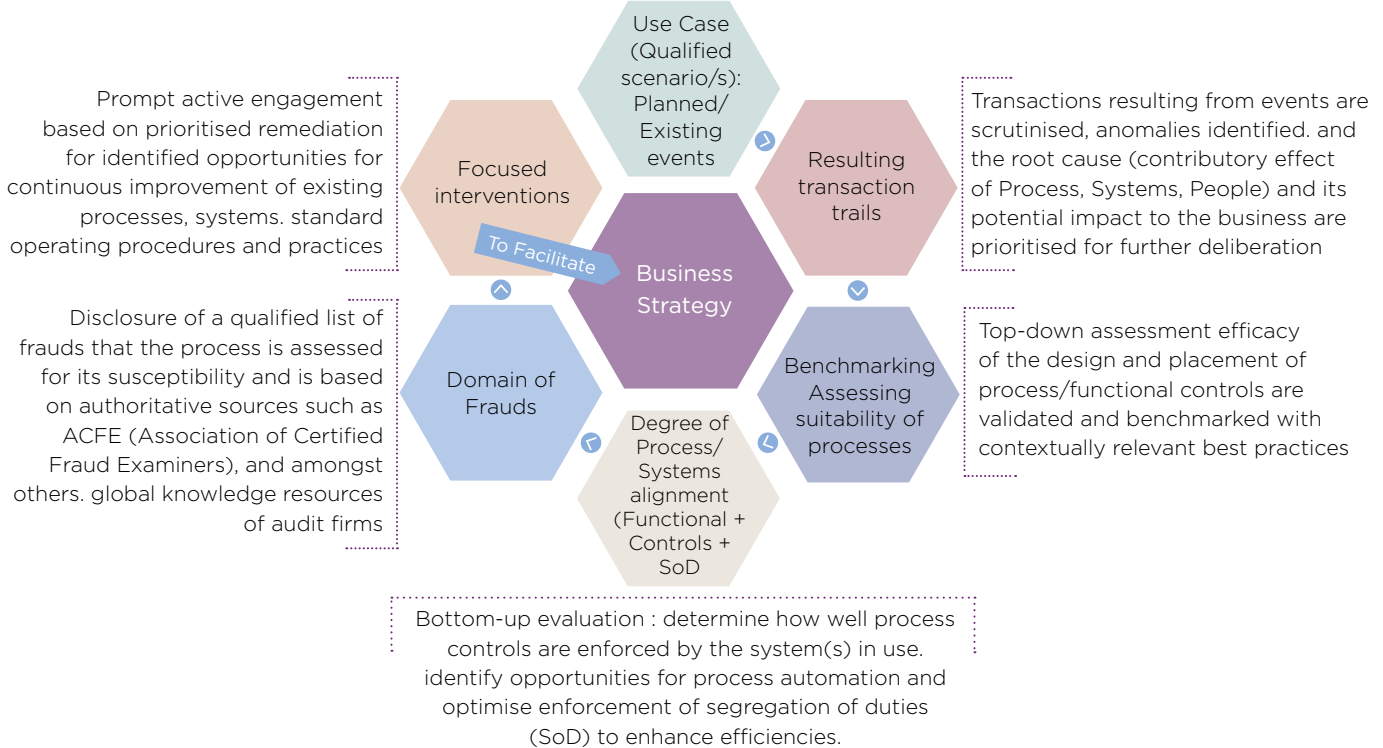 Use Case
(Qualified
scenario/s):
Planned/
Existing
events
Resulting
transaction
trails
Transactions resulting from events are
scrutinised, anomalies identified. and
the root cause (contributory effect
of Process, Systems, People) and its
potential impact to the business are
prioritised for further deliberation
Benchmarking
Assessing
suitability of
processes
Top-down assessment efficacy
of the design and placement of
process/functional controls are
validated and benchmarked with
contextually relevant best practices
Degree of
Process/
Systems
alignment
(Functional +
Controls +
SoD
Bottom-up evaluation : determine how well process
controls are enforced by the system(s) in use.
identify opportunities for process automation and
optimise enforcement of segregation of duties
(SoD) to enhance efficiencies.
Domain of
Frauds
Disclosure of a qualified list of
frauds that the process is assessed
for its susceptibility and is based
on authoritative sources such as
ACFE (Association of Certified
Fraud Examiners), and amongst
others. global knowledge resources
of audit firms
Focused
interventions
Prompt active engagement
based on prioritised remediation
for identified opportunities for
continuous improvement of existing
processes, systems. standard
operating procedures and practices
To Facilitate
Business
Strategy